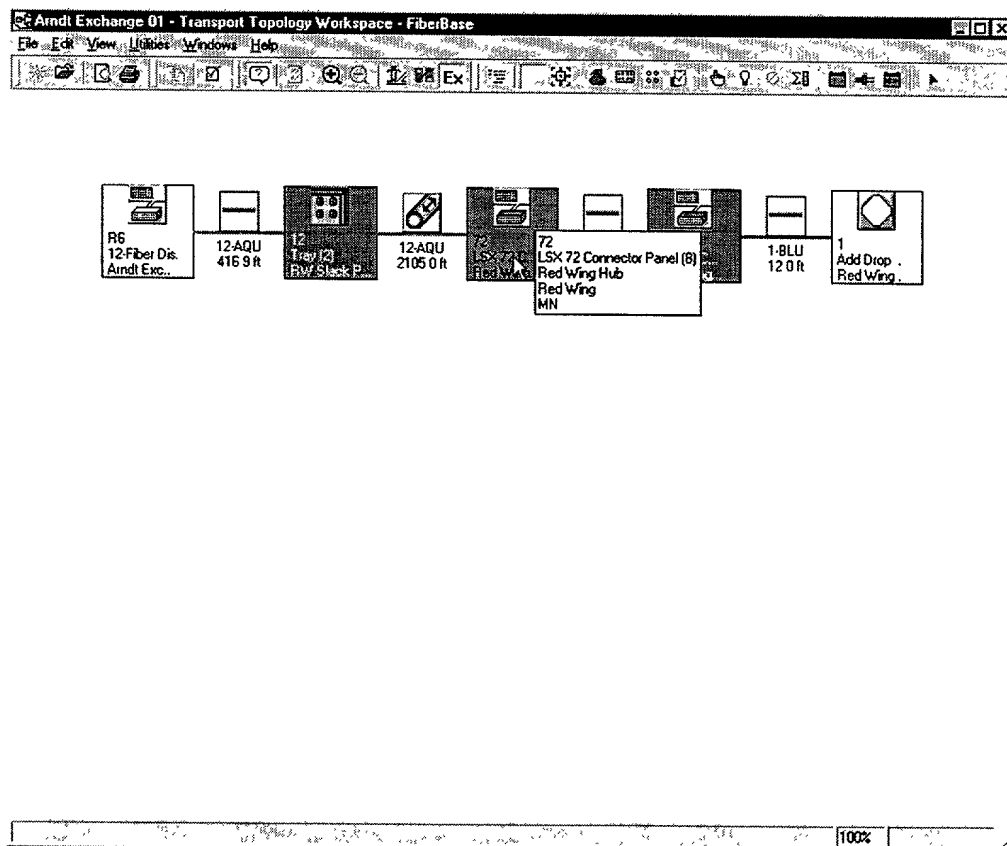 Arndt Exchange 01 - Transport Topology Workspace - FiberBase
File Edit View Utilities Windows Help
Ex
R6
12-Fiber Dis.
Arndt Exc..
12-AQU
416 9 ft
12
Tray (2)
RW Slack P...
12-AQU
2105 0 ft
72
LSX 72 C
Red Wing
72
LSX 72 Connector Panel (8)
Red Wing Hub
Red Wing
MN
1-BLU
12 0 ft
1
Add Drop .
Red Wing .
100%